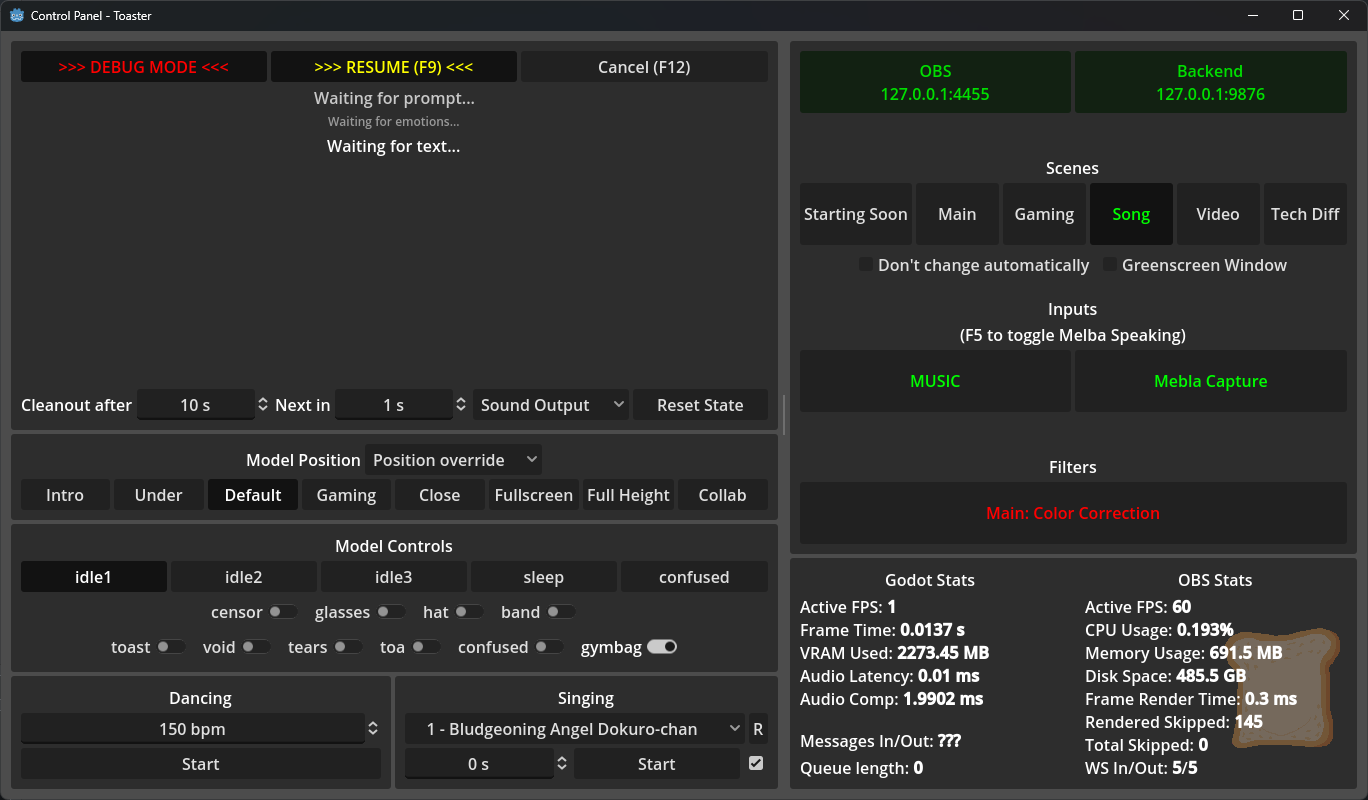 Control Panel - Toaster
>>> DEBUG MODE <<< >>> RESUME (F9) <<< Cancel (F12)
Waiting for prompt...
Waiting for emotions...
Waiting for text...
Cleanout after 10 s Next in 1 s Sound Output Reset State
Model Position Position override
Intro Under Default Gaming Close Fullscreen Full Height Collab
Model Controls
idle1 idle2 idle3 sleep confused
censor glasses hat band
toast void tears toa confused gymbag
Dancing
150 bpm
Start
Singing
1 - Bludgeoning Angel Dokuro-chan R
0 s Start
OBS
127.0.0.1:4455
Backend
127.0.0.1:9876
Scenes
Starting Soon Main Gaming Song Video Tech Diff
Don't change automatically Greenscreen Window
Inputs
(F5 to toggle Melba Speaking)
MUSIC Mebla Capture
Filters
Main: Color Correction
Godot Stats
Active FPS: 1
Frame Time: 0.0137 s
VRAM Used: 2273.45 MB
Audio Latency: 0.01 ms
Audio Comp: 1.9902 ms
Messages In/Out: ???
Queue length: 0
OBS Stats
Active FPS: 60
CPU Usage: 0.193%
Memory Usage: 691.5 MB
Disk Space: 485.5 GB
Frame Render Time: 0.3 ms
Rendered Skipped: 145
Total Skipped: 0
WS In/Out: 5/5